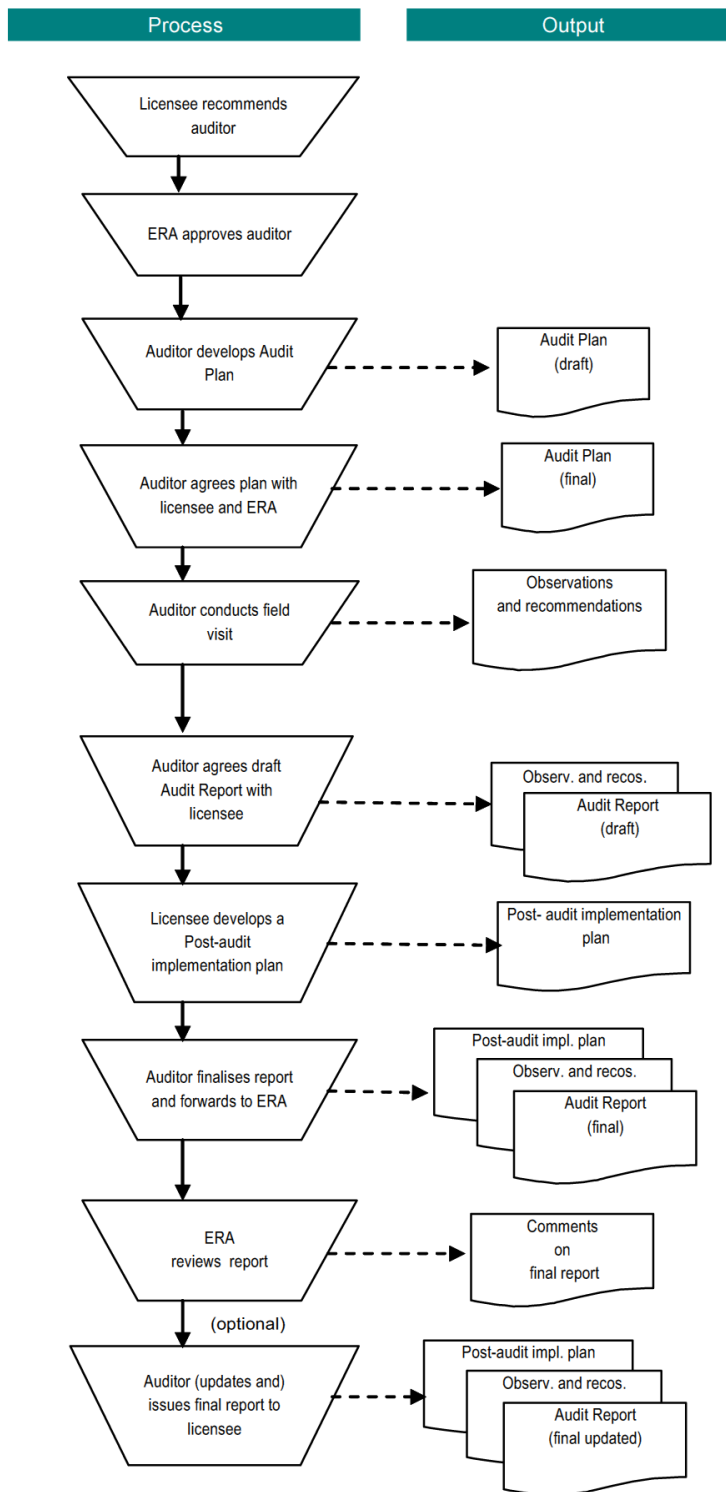 Process
Output
Licensee recommends
auditor
ERA approves auditor
Auditor develops Audit
Plan
Audit Plan
(draft)
Auditor agrees plan with
licensee and ERA
Audit Plan
(final)
Auditor conducts field
visit
Observations
and recommendations
Auditor agrees draft
Audit Report with
licensee
Observ. and recos.
Audit Report
(draft)
Licensee develops a
Post-audit
implementation plan
Post- audit implementation
plan
Auditor finalises report
and forwards to ERA
Post-audit impl. plan
Observ. and recos.
Audit Report
(final)
ERA
reviews report
Comments
on
final report
(optional)
Auditor (updates and)
issues final report to
licensee
Post-audit impl. plan
Observ. and recos.
Audit Report
(final updated)